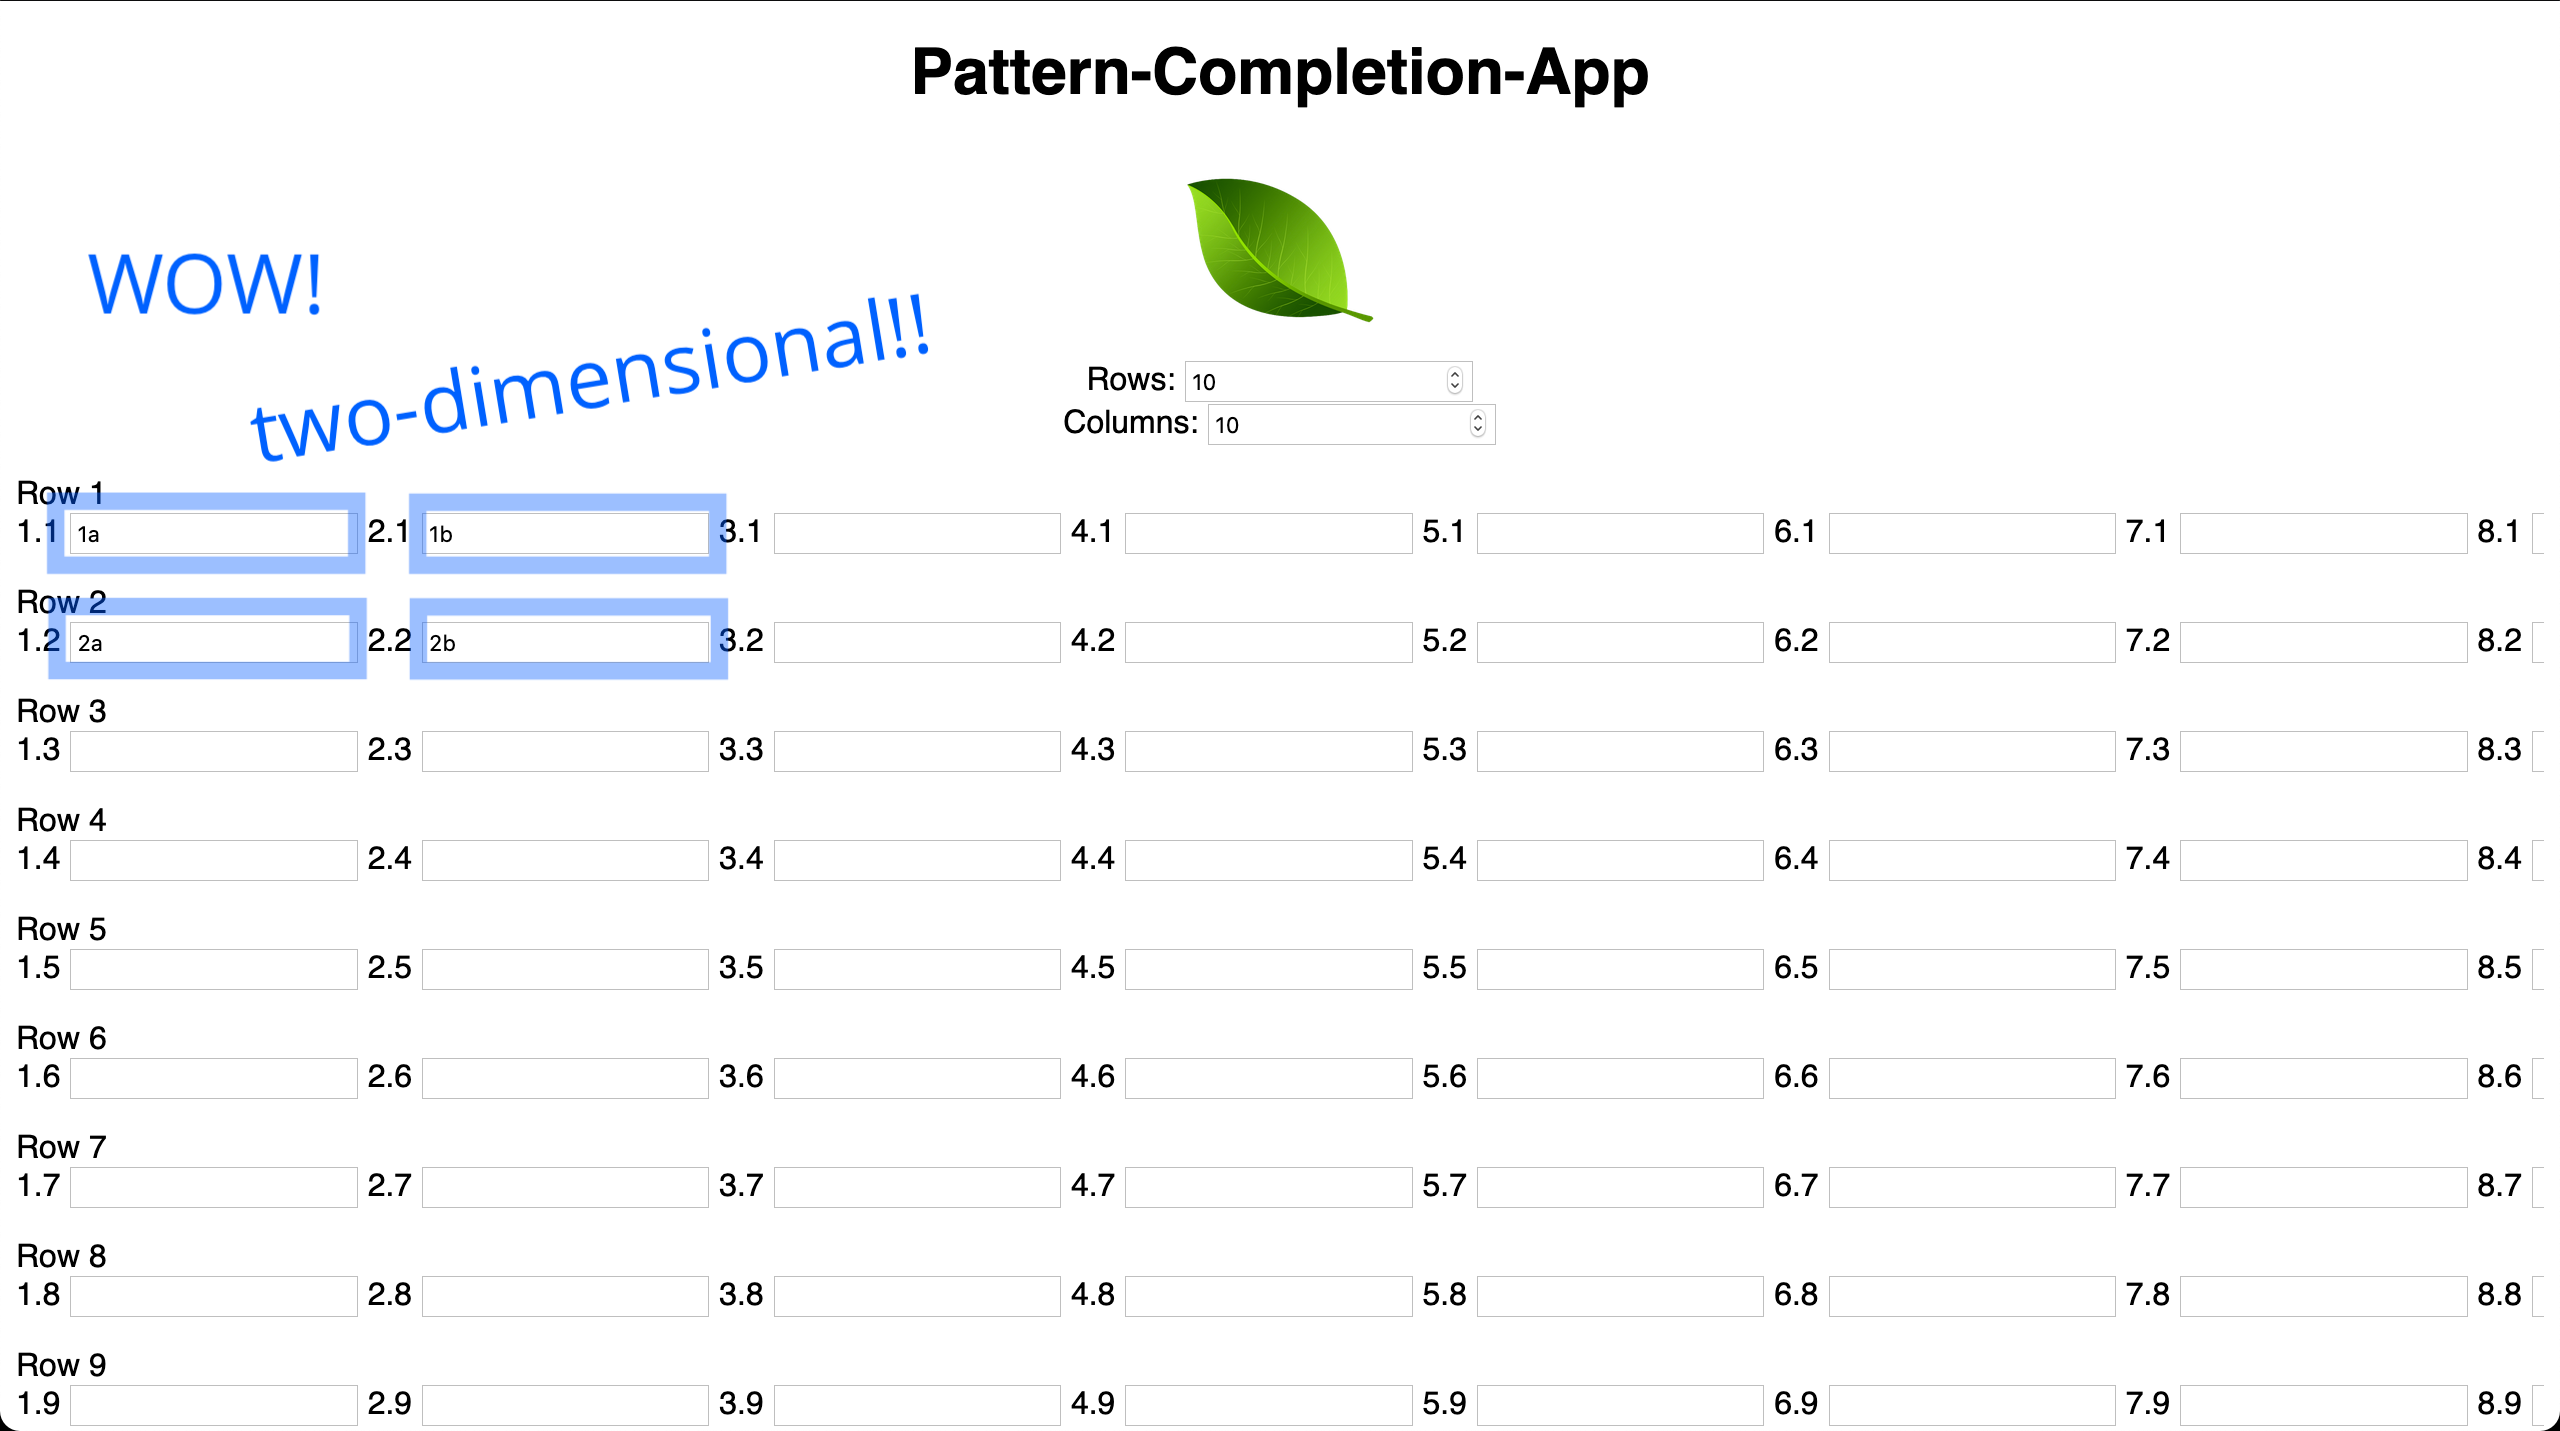 Pattern-Completion-App
WOW!
two-dimensional!!
Rows: 10
Columns: 10
Row 1
1.1 1a 2.1 1b 3.1 4.1 5.1 6.1 7.1 8.1
Row 2
1.2 2a 2.2 2b 3.2 4.2 5.2 6.2 7.2 8.2
Row 3
1.3 2.3 3.3 4.3 5.3 6.3 7.3 8.3
Row 4
1.4 2.4 3.4 4.4 5.4 6.4 7.4 8.4
Row 5
1.5 2.5 3.5 4.5 5.5 6.5 7.5 8.5
Row 6
1.6 2.6 3.6 4.6 5.6 6.6 7.6 8.6
Row 7
1.7 2.7 3.7 4.7 5.7 6.7 7.7 8.7
Row 8
1.8 2.8 3.8 4.8 5.8 6.8 7.8 8.8
Row 9
1.9 2.9 3.9 4.9 5.9 6.9 7.9 8.9